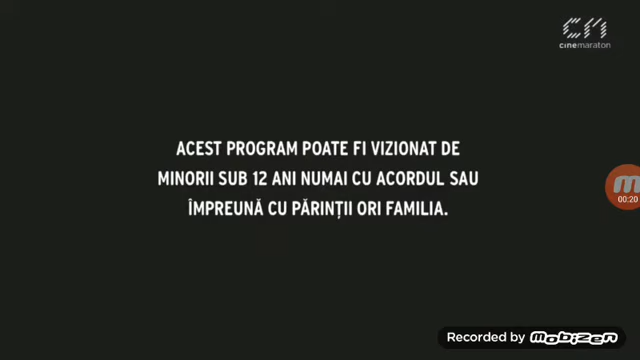 cinemaraton
ACEST PROGRAM POATE FI VIZIONAT DE
MINORII SUB 12 ANI NUMAI CU ACORDUL SAU
ÎMPREUNĂ CU PĂRINȚII ORI FAMILIA.
00:20
Recorded by mobizen